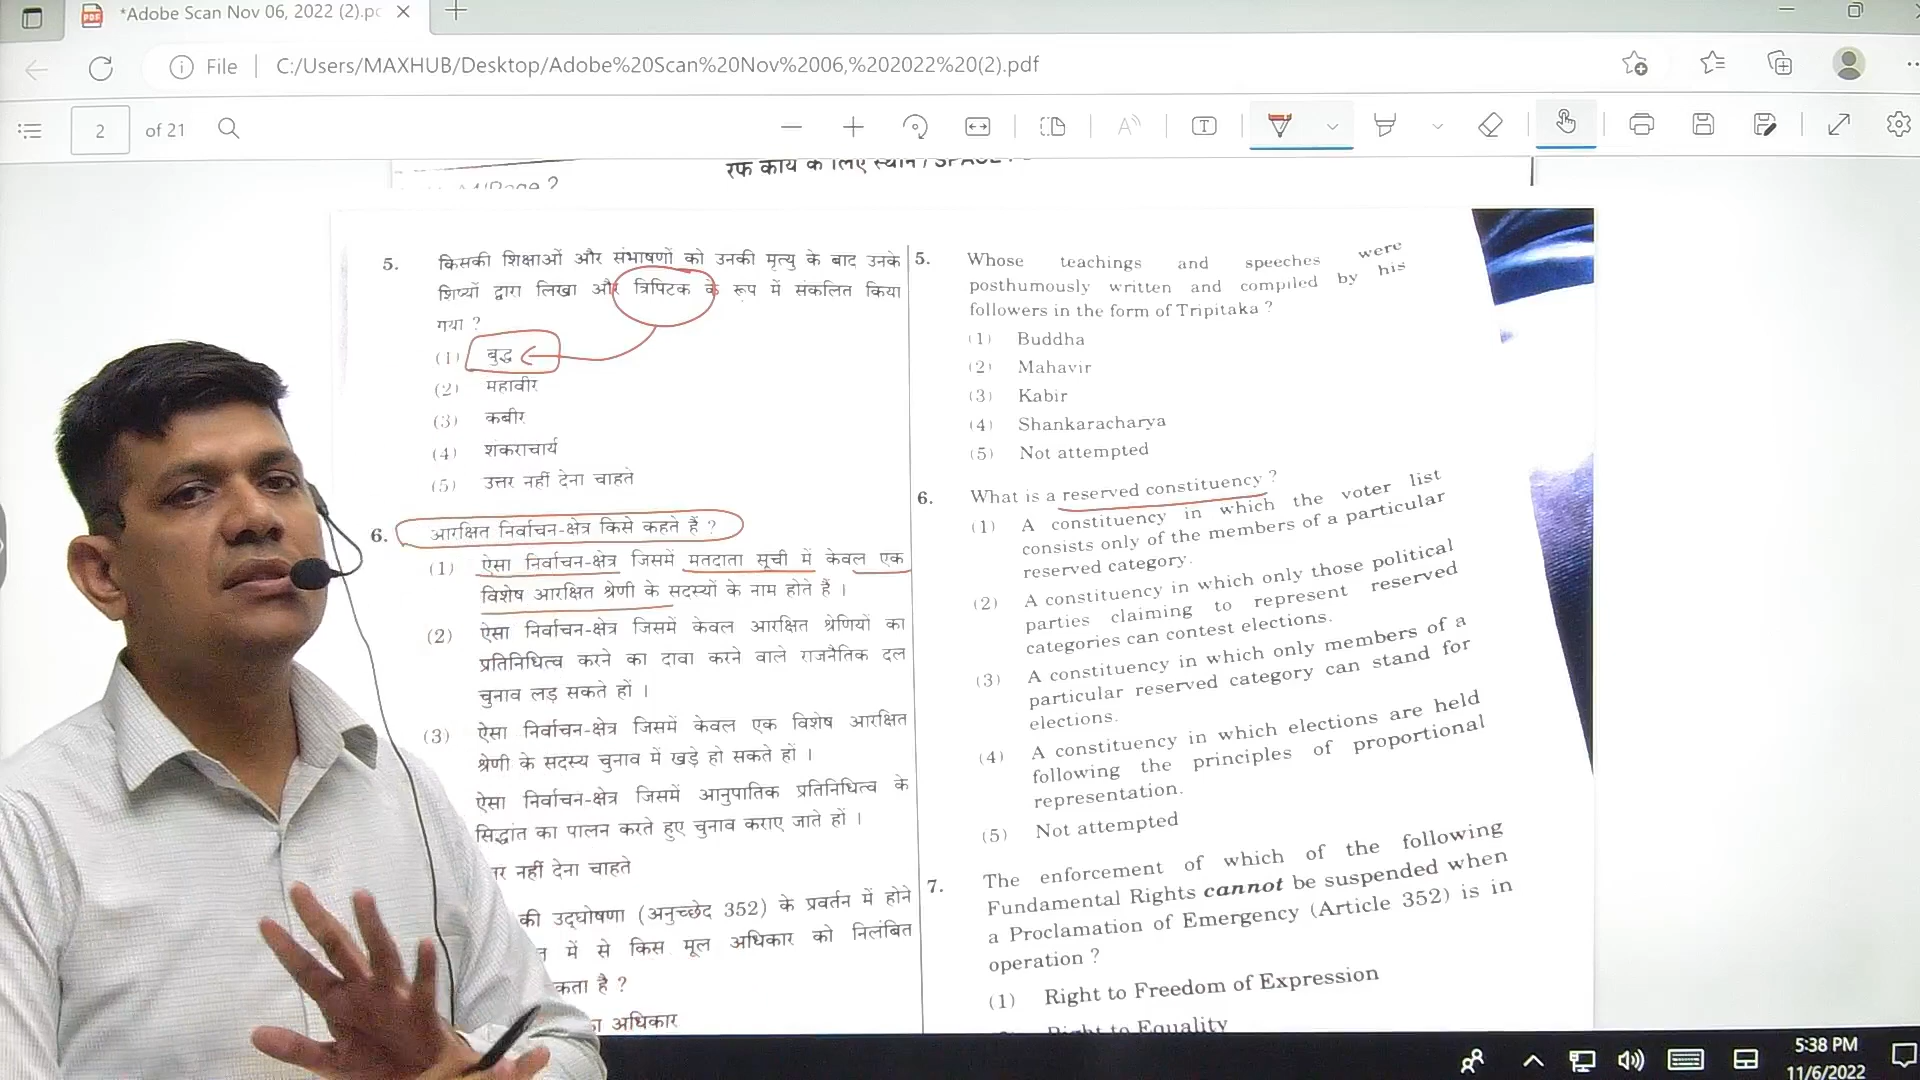 *Adobe Scan Nov 06, 2022 (2).pd
File
C:/Users/MAXHUB/Desktop/Adobe%20Scan%20Nov%2006,%202022%20(2).pdf
2 of 21
रफ कार्य के लिए स्थान / SPACE
5. किसकी शिक्षाओं और संभाषणों को उनकी मृत्यु के बाद उनके
शिष्यों द्वारा लिखा और त्रिपिटक के रूप में संकलित किया
गया ?
(1) बुद्ध
(2) महावीर
(3) कबीर
(4) शंकराचार्य
(5) उत्तर नहीं देना चाहते
6. आरक्षित निर्वाचन-क्षेत्र किसे कहते हैं ?
(1) ऐसा निर्वाचन-क्षेत्र जिसमें मतदाता सूची में केवल एक
विशेष आरक्षित श्रेणी के सदस्यों के नाम होते हैं ।
(2) ऐसा निर्वाचन-क्षेत्र जिसमें केवल आरक्षित श्रेणियों का
प्रतिनिधित्व करने का दावा करने वाले राजनैतिक दल
चुनाव लड़ सकते हों ।
(3) ऐसा निर्वाचन-क्षेत्र जिसमें केवल एक विशेष आरक्षित
श्रेणी के सदस्य चुनाव में खड़े हो सकते हों ।
ऐसा निर्वाचन-क्षेत्र जिसमें आनुपातिक प्रतिनिधित्व के
सिद्धांत का पालन करते हुए चुनाव कराए जाते हों ।
नहीं देना चाहते
की उद्घोषणा (अनुच्छेद 352) के प्रवर्तन में होने
में से किस मूल अधिकार को निलंबित
है ?
अधिकार
5. Whose teachings and speeches were
posthumously written and compiled by his
followers in the form of Tripitaka ?
(1) Buddha
(2) Mahavir
(3) Kabir
(4) Shankaracharya
(5) Not attempted
6. What is a reserved constituency ?
(1) A constituency in which the voter list
consists only of the members of a particular
reserved category.
(2) A constituency in which only those political
parties claiming to represent reserved
categories can contest elections.
(3) A constituency in which only members of a
particular reserved category can stand for
elections.
(4) A constituency in which elections are held
following the principles of proportional
representation.
(5) Not attempted
7. The enforcement of which of the following
Fundamental Rights cannot be suspended when
a Proclamation of Emergency (Article 352) is in
operation ?
(1) Right to Freedom of Expression
Right to Equality
5:38 PM
11/6/2022